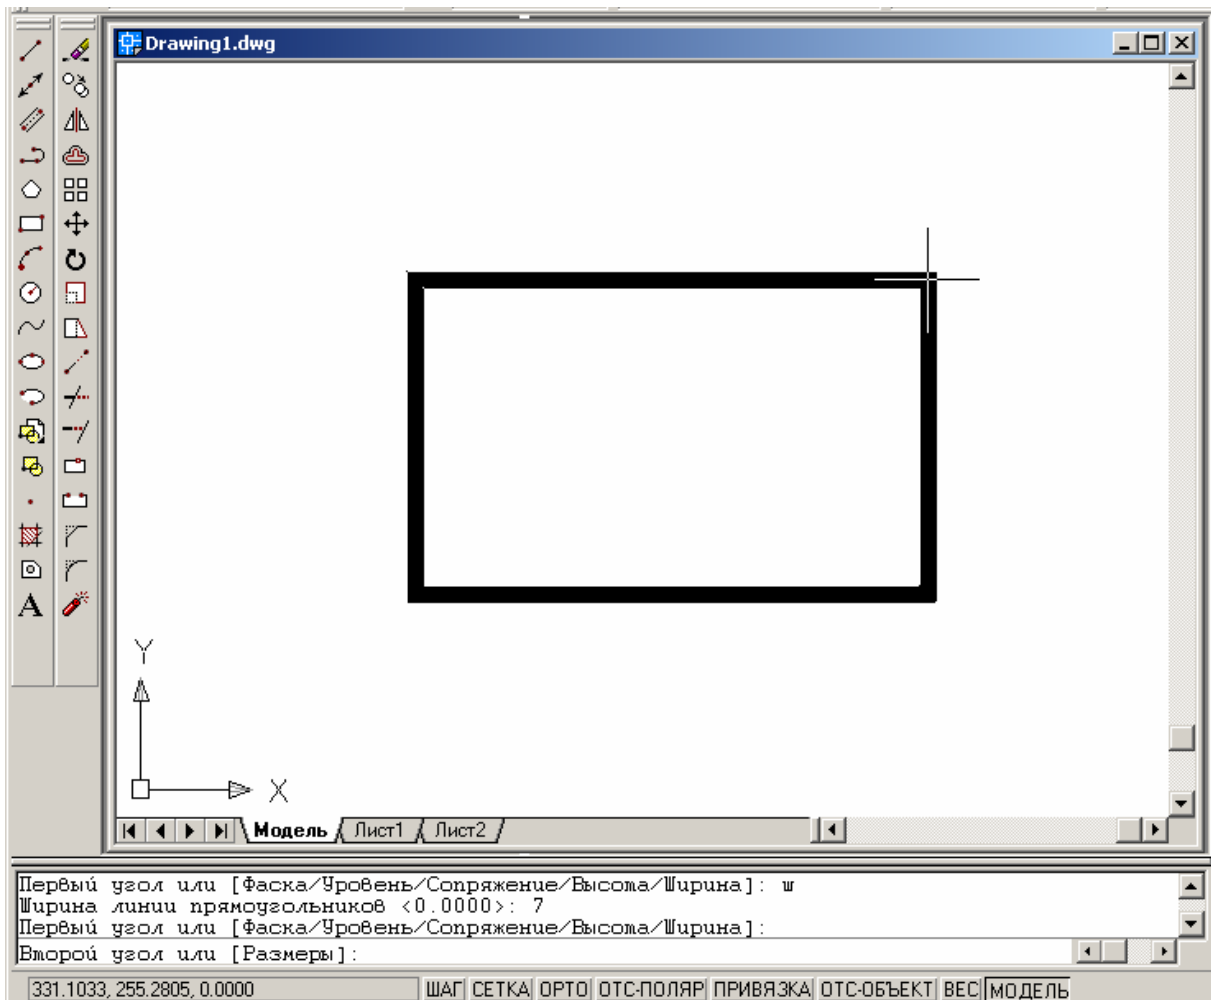 Drawing1.dwg
A
Y
X
Модель Лист1 Лист2
Первый угол или [Фаска/Уровень/Сопряжение/Высота/Ширина]: ш
Ширина линии прямоугольников <0.0000>: 7
Первый угол или [Фаска/Уровень/Сопряжение/Высота/Ширина]:
Второй угол или [Размеры]:
331.1033, 255.2805, 0.0000 ШАГ СЕТКА ОРТО ОТС-ПОЛЯР ПРИВЯЗКА ОТС-ОБЪЕКТ ВЕС МОДЕЛЬ